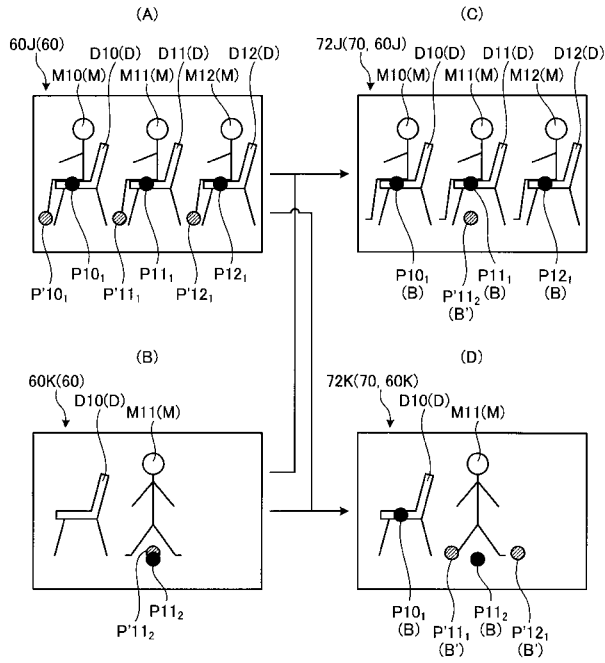 (A)
60J(60)
D10(D) D11(D) D12(D)
M10(M) M11(M) M12(M)
P10₁ P11₁ P12₁
P'10₁ P'11₁ P'12₁
(B)
60K(60)
D10(D)
M11(M)
P11₂
P'11₂
(C)
72J(70, 60J)
D10(D) D11(D) D12(D)
M10(M) M11(M) M12(M)
P10₁ P11₁ P12₁
(B) (B) (B)
P'11₂
(B')
(D)
72K(70, 60K)
D10(D)
M11(M)
P10₁ P11₂
(B) (B)
P'11₁ P'12₁
(B') (B')